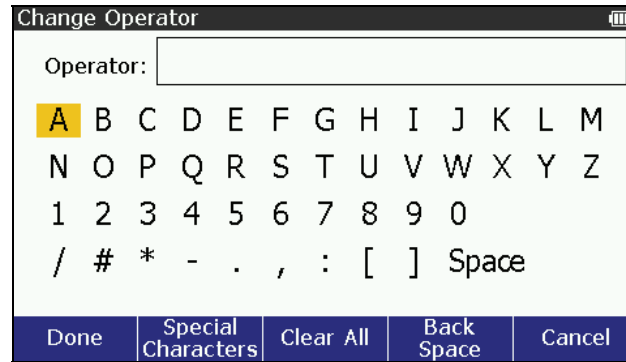 Change Operator
Operator:
A B C D E F G H I J K L M
N O P Q R S T U V W X Y Z
1 2 3 4 5 6 7 8 9 0
/ # * - . , : [ ] Space
Done Special Characters Clear All Back Space Cancel